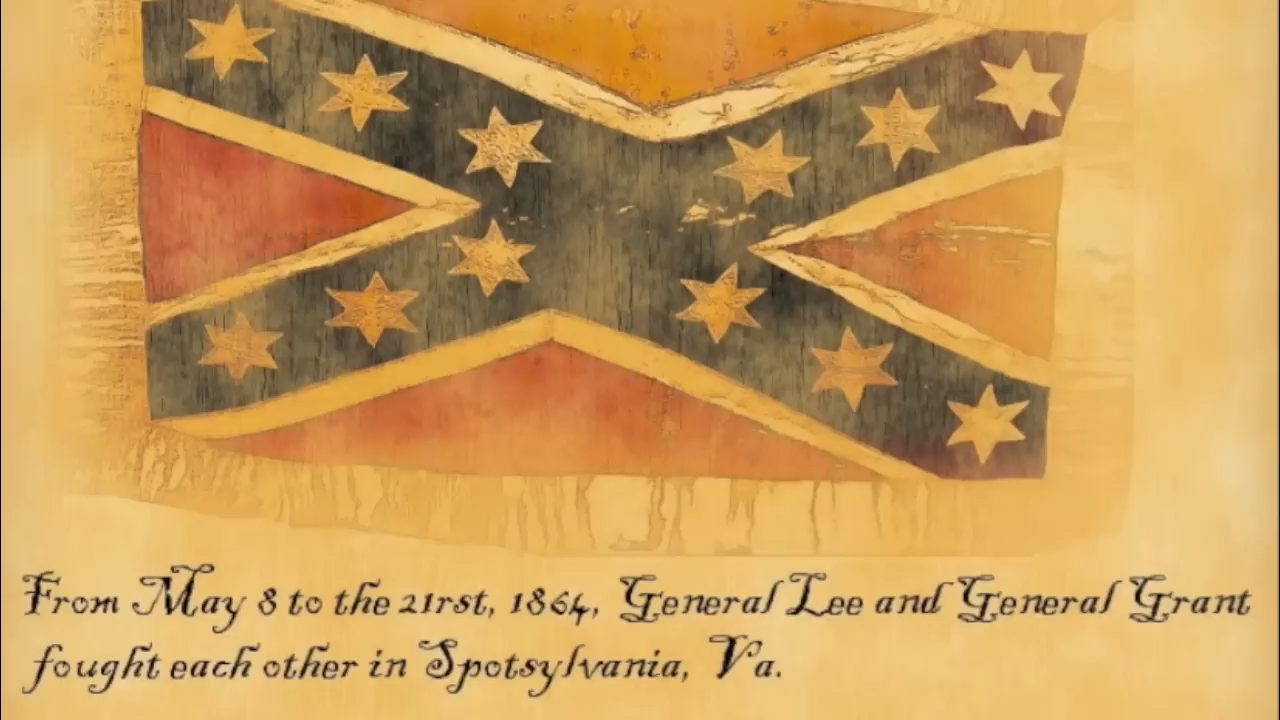 From May 8 to the 21rst, 1864, General Lee and General Grant
fought each other in Spotsylvania, Va.